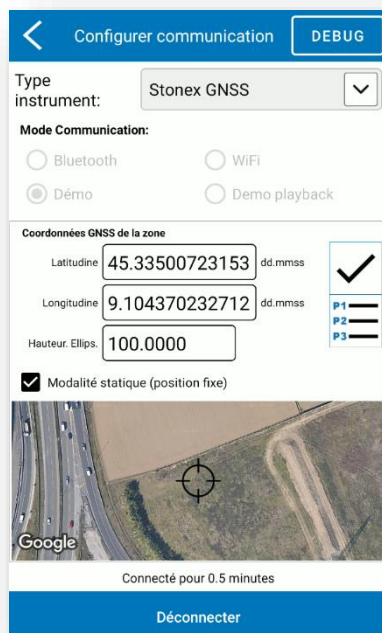 Configurer communication
DEBUG
Type instrument:
Stonex GNSS
Mode Communication:
Bluetooth
WiFi
Démo
Demo playback
Coordonnées GNSS de la zone
Latitudine
45.33500723153
dd.mmss
Longitudine
9.104370232712
dd.mmss
Hauteur. Ellips.
100.0000
P1
P2
P3
Modalité statique (position fixe)
Google
Connecté pour 0.5 minutes
Déconnecter